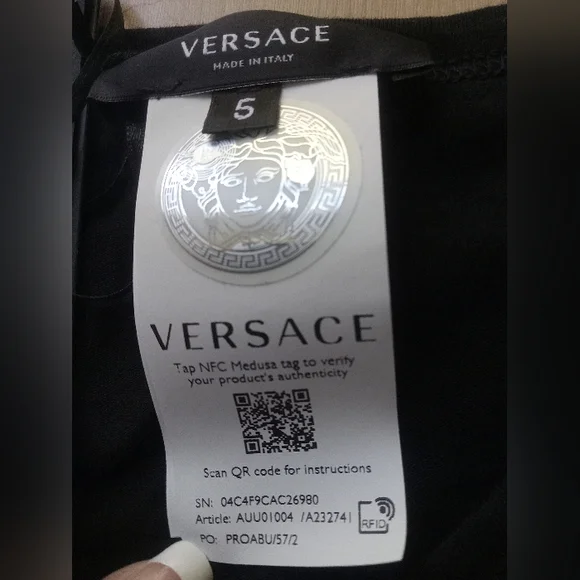 VERSACE
MADE IN ITALY
5
VERSACE
Tap NFC Medusa tag to verify
your product's authenticity
Scan QR code for instructions
SN: 04C4F9CAC26980
Article: AUU01004 /A232741
RFID
PO: PROABU/57/2